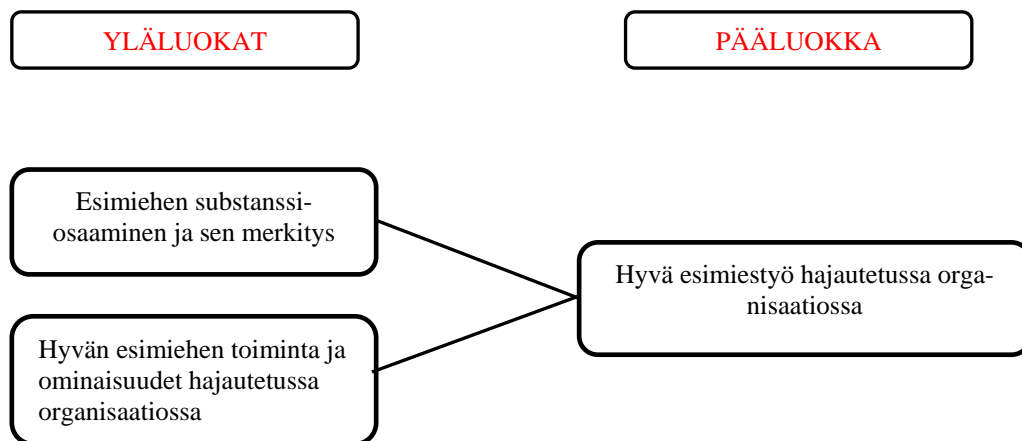 YLÄLUOKAT
PÄÄLUOKKA
Esimiehen substanssi-
osaaminen ja sen merkitys
Hyvä esimiestyö hajautetussa orga-
nisaatiossa
Hyvän esimiehen toiminta ja
ominaisuudet hajautetussa
organisaatiossa